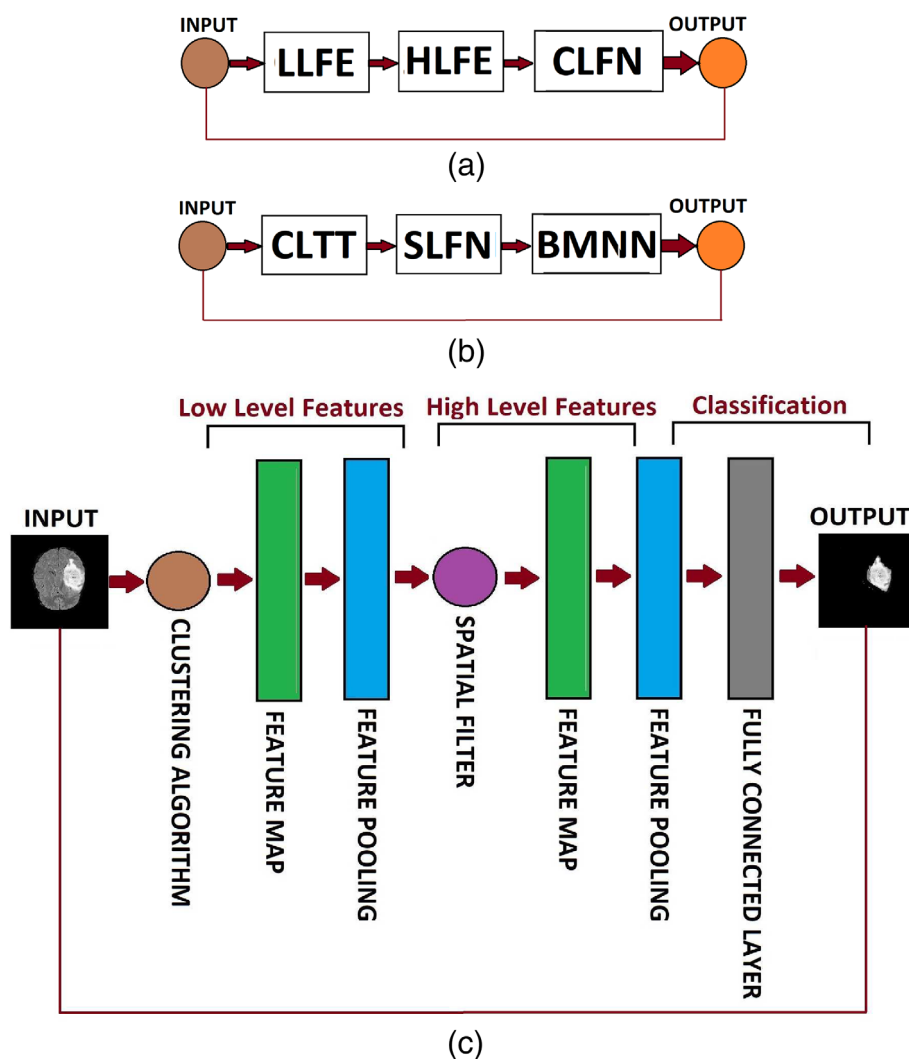 INPUT
OUTPUT
LLFE
HLFE
CLFN
(a)
INPUT
OUTPUT
CLTT
SLFN
BMNN
(b)
Low Level Features
High Level Features
Classification
INPUT
OUTPUT
CLUSTERING ALGORITHM
FEATURE MAP
FEATURE POOLING
SPATIAL FILTER
FEATURE MAP
FEATURE POOLING
FULLY CONNECTED LAYER
(c)